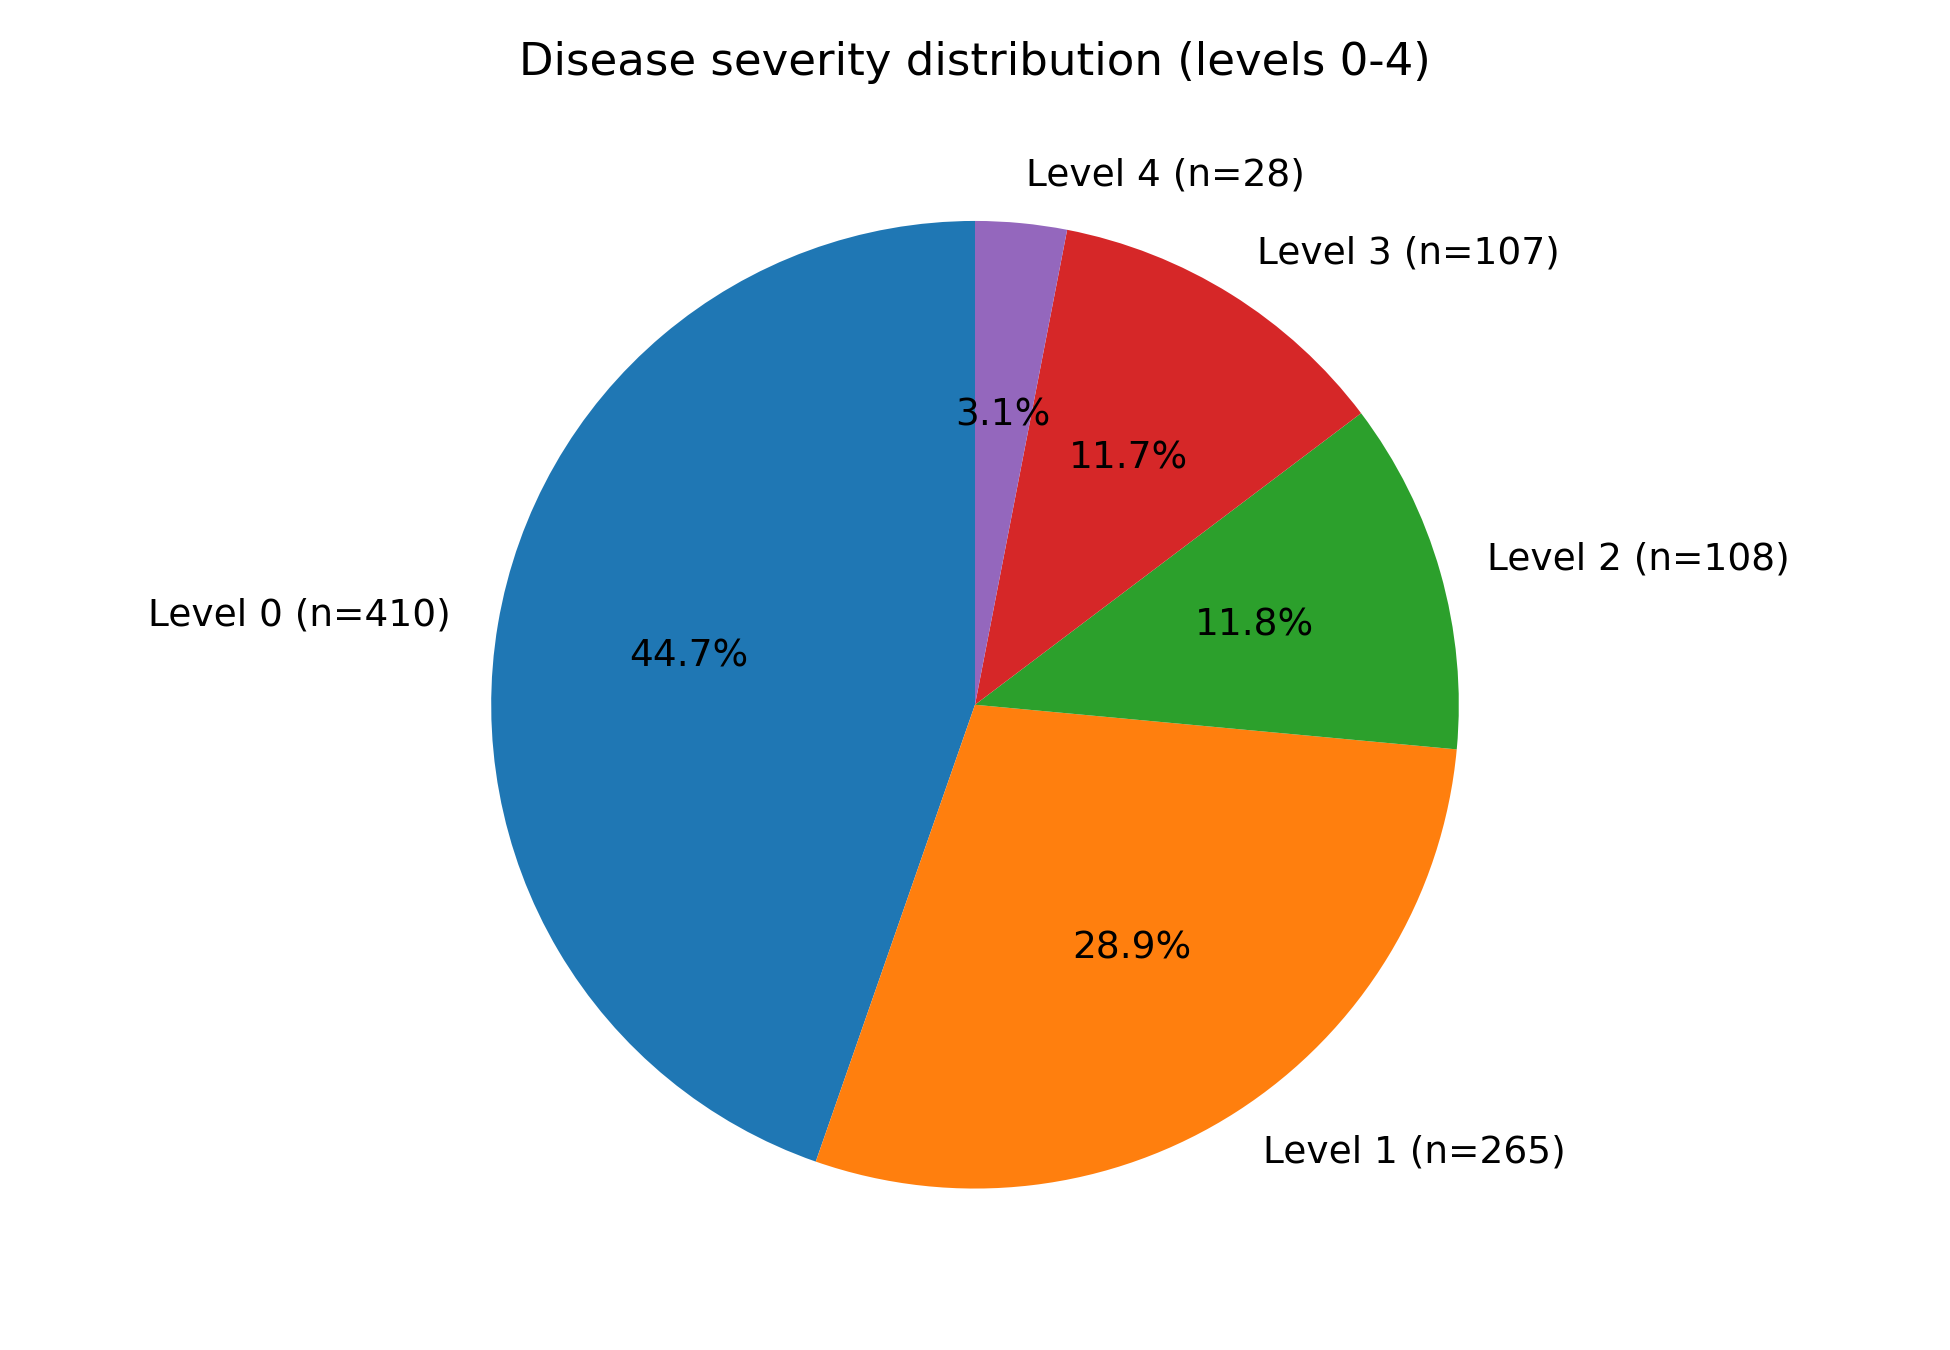 Disease severity distribution (levels 0-4)
Level 4 (n=28)
Level 3 (n=107)
3.1%
11.7%
Level 2 (n=108)
Level 0 (n=410)
11.8%
44.7%
28.9%
Level 1 (n=265)